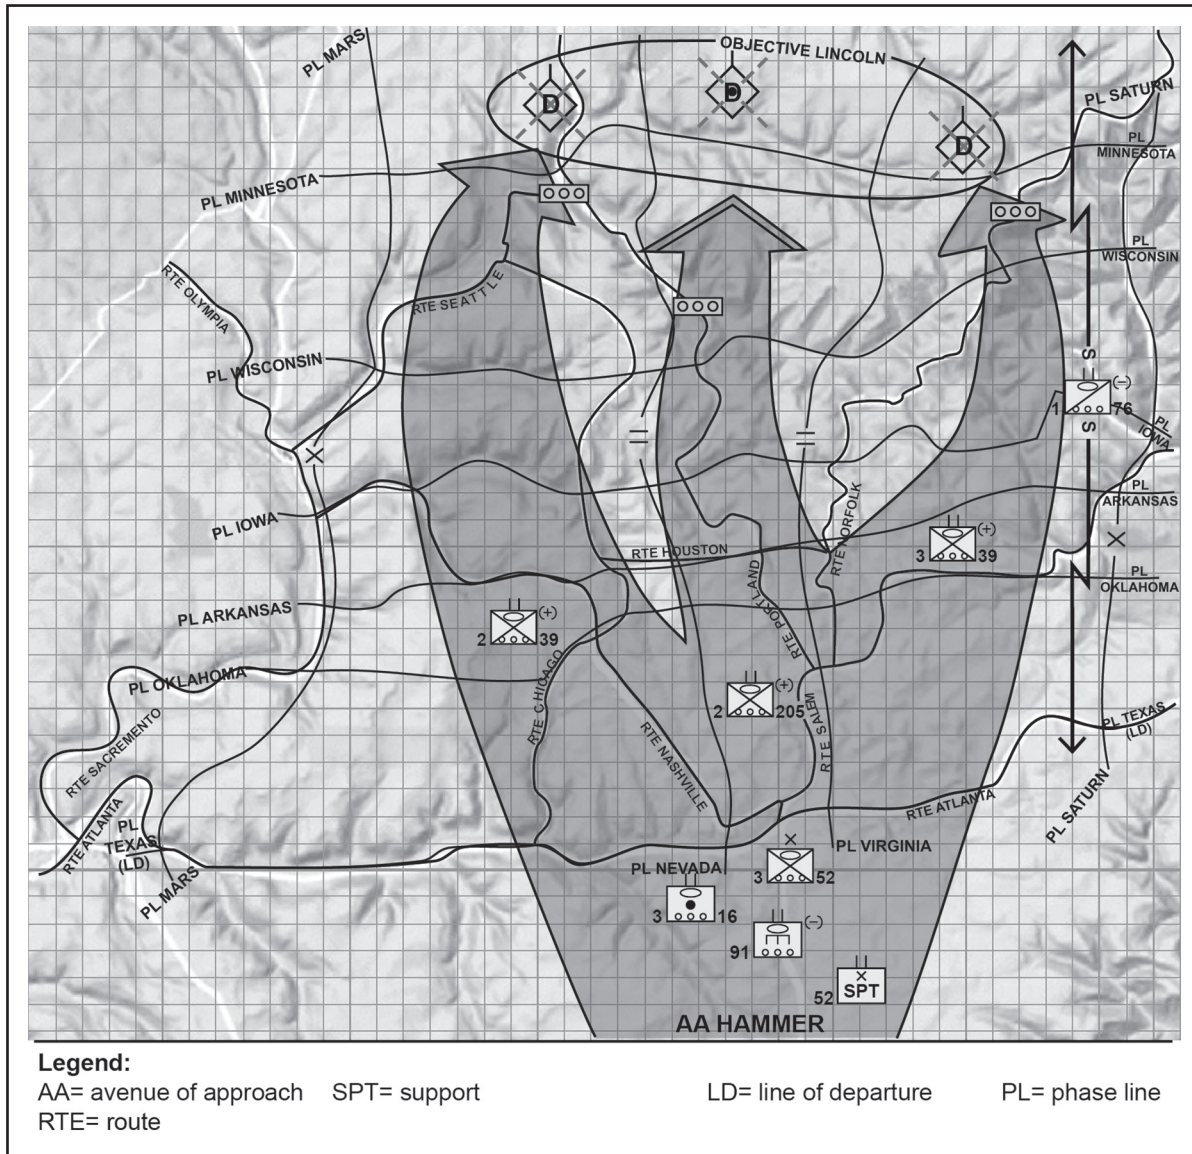 OBJECTIVE LINCOLN
PL MARS
D
D
D
PL SATURN
PL
MINNESOTA
PL MINNESOTA
PL
WISCONSIN
RTE OLYMPIA
RTE SEATTLE
PL WISCONSIN
S
1
(−)
76
S
PL
IOWA
PL
ARKANSAS
PL IOWA
RTE NORFOLK
RTE HOUSTON
3
(+)
39
PL
OKLAHOMA
RTE PORTLAND
PL ARKANSAS
2
(+)
39
PL OKLAHOMA
RTE CHICAGO
2
(+)
205
RTE SALEM
RTE SACREMENTO
RTE NASHVILLE
PL TEXAS
(LD)
RTE ATLANTA
PL SATURN
RTE ATLANTA
PL
TEXAS
(LD)
PL VIRGINIA
PL NEVADA
3
52
PL MARS
3
16
91
(−)
52
SPT
AA HAMMER
Legend:
AA= avenue of approach SPT= support LD= line of departure PL= phase line
RTE= route